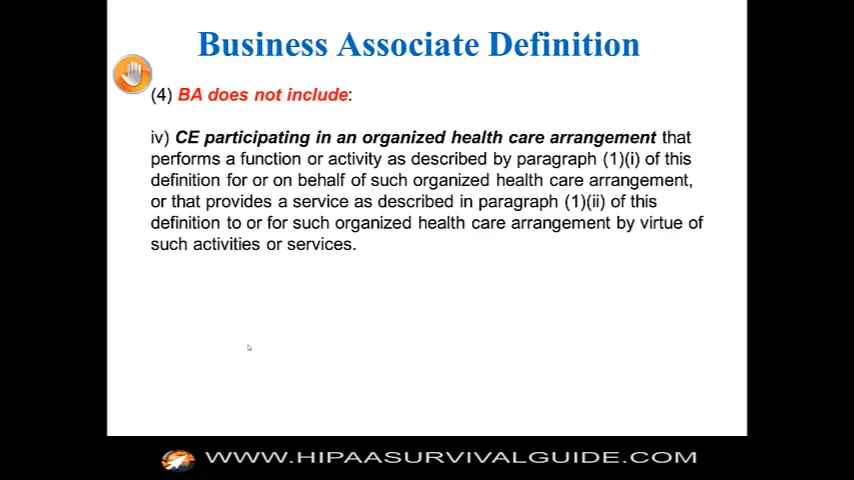 Business Associate Definition
(4) BA does not include:
iv) CE participating in an organized health care arrangement that
performs a function or activity as described by paragraph (1)(i) of this
definition for or on behalf of such organized health care arrangement,
or that provides a service as described in paragraph (1)(ii) of this
definition to or for such organized health care arrangement by virtue of
such activities or services.
WWW.HIPAASURVIVALGUIDE.COM